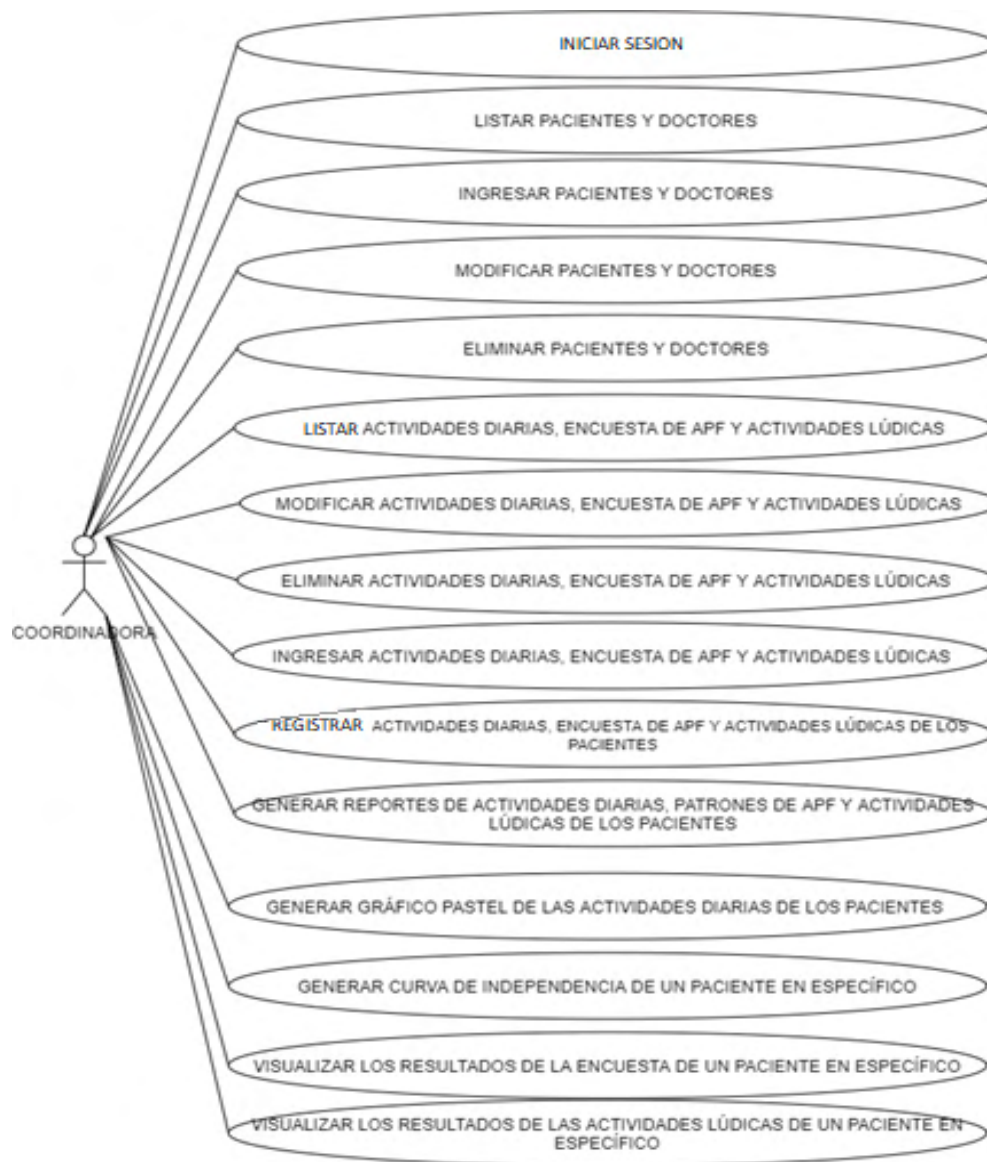 INICIAR SESION
LISTAR PACIENTES Y DOCTORES
INGRESAR PACIENTES Y DOCTORES
MODIFICAR PACIENTES Y DOCTORES
ELIMINAR PACIENTES Y DOCTORES
LISTAR ACTIVIDADES DIARIAS, ENCUESTA DE APF Y ACTIVIDADES LÚDICAS
MODIFICAR ACTIVIDADES DIARIAS, ENCUESTA DE APF Y ACTIVIDADES LÚDICAS
ELIMINAR ACTIVIDADES DIARIAS, ENCUESTA DE APF Y ACTIVIDADES LÚDICAS
COORDINADORA
INGRESAR ACTIVIDADES DIARIAS, ENCUESTA DE APF Y ACTIVIDADES LÚDICAS
REGISTRAR ACTIVIDADES DIARIAS, ENCUESTA DE APF Y ACTIVIDADES LÚDICAS DE LOS
PACIENTES
GENERAR REPORTES DE ACTIVIDADES DIARIAS, PATRONES DE APF Y ACTIVIDADES
LÚDICAS DE LOS PACIENTES
GENERAR GRÁFICO PASTEL DE LAS ACTIVIDADES DIARIAS DE LOS PACIENTES
GENERAR CURVA DE INDEPENDENCIA DE UN PACIENTE EN ESPECÍFICO
VISUALIZAR LOS RESULTADOS DE LA ENCUESTA DE UN PACIENTE EN ESPECÍFICO
VISUALIZAR LOS RESULTADOS DE LAS ACTIVIDADES LÚDICAS DE UN PACIENTE EN
ESPECÍFICO